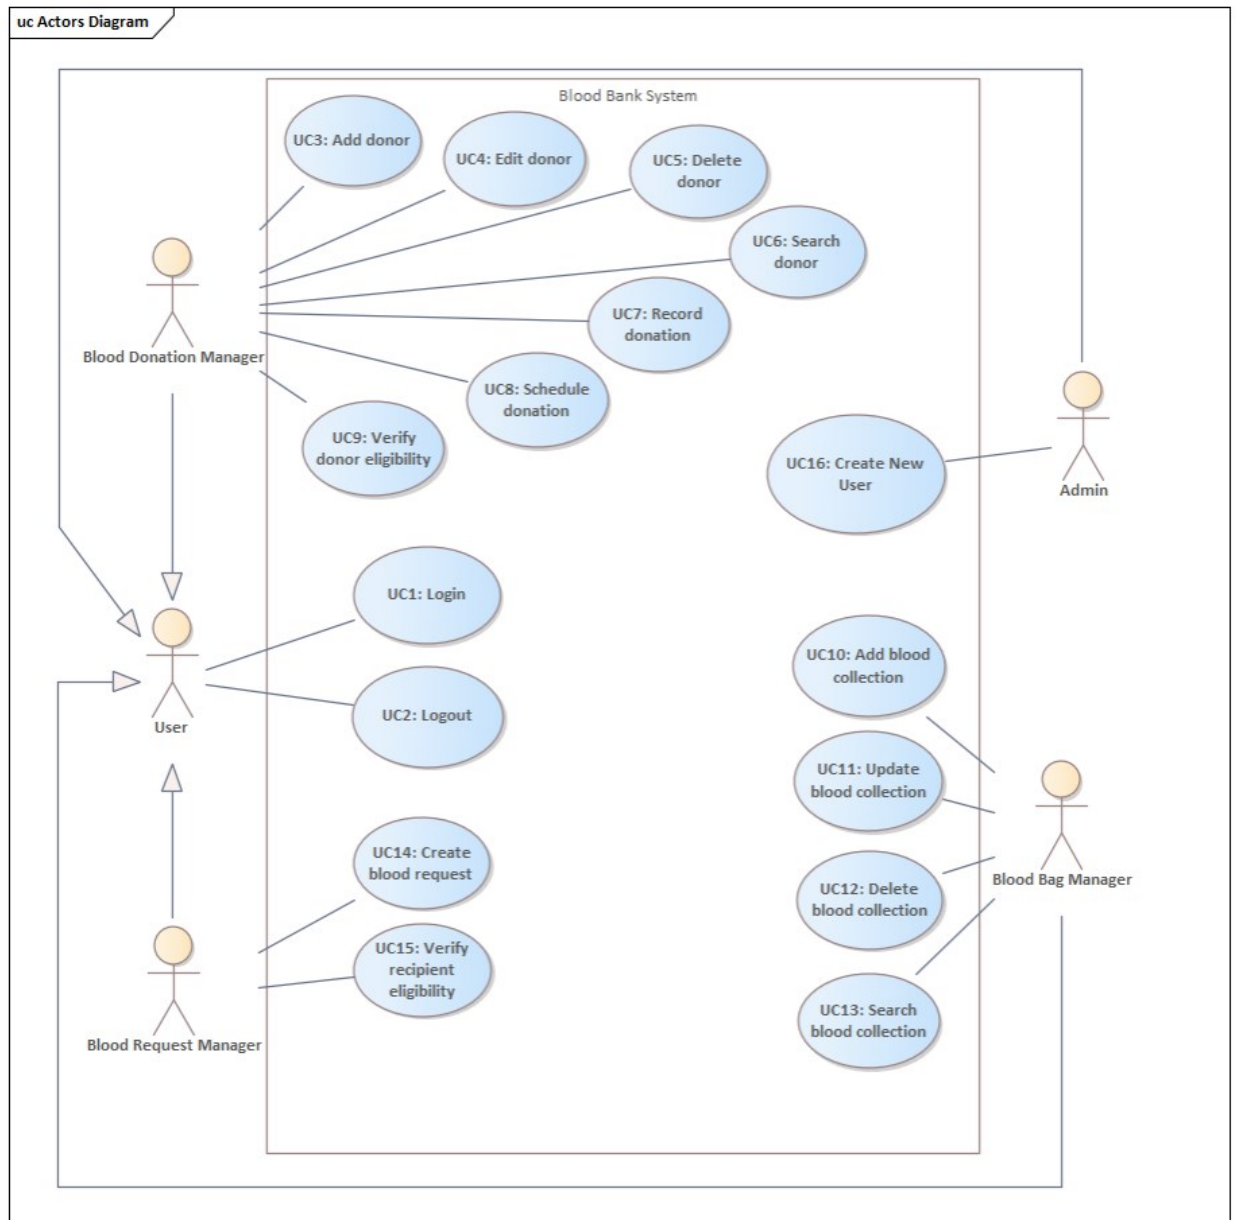 uc Actors Diagram
Blood Bank System
UC3: Add donor
UC4: Edit donor
UC5: Delete
donor
UC6: Search
donor
UC7: Record
donation
Blood Donation Manager
UC8: Schedule
donation
UC9: Verify
donor eligibility
UC16: Create New
User
Admin
UC1: Login
UC10: Add blood
collection
UC2: Logout
User
UC11: Update
blood collection
UC14: Create
blood request
UC12: Delete
blood collection
Blood Bag Manager
UC15: Verify
recipient
eligibility
UC13: Search
blood collection
Blood Request Manager